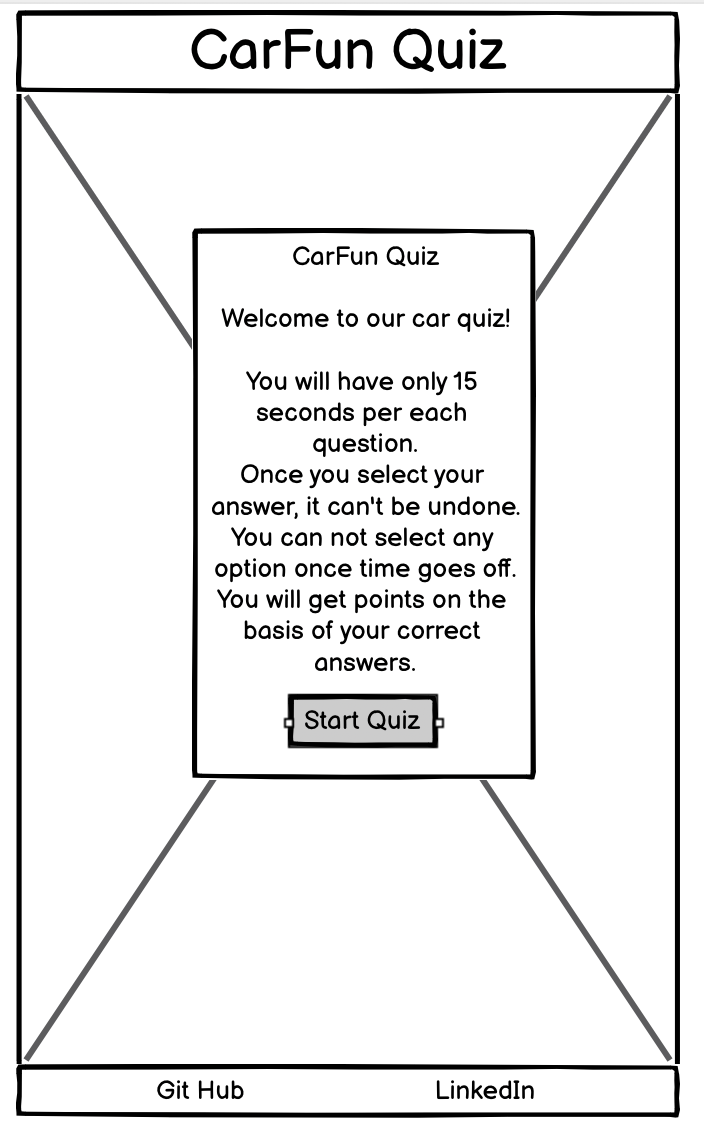 CarFun Quiz
CarFun Quiz
Welcome to our car quiz!
You will have only 15
seconds per each
question.
Once you select your
answer, it can't be undone.
You can not select any
option once time goes off.
You will get points on the
basis of your correct
answers.
Start Quiz
Git Hub
LinkedIn